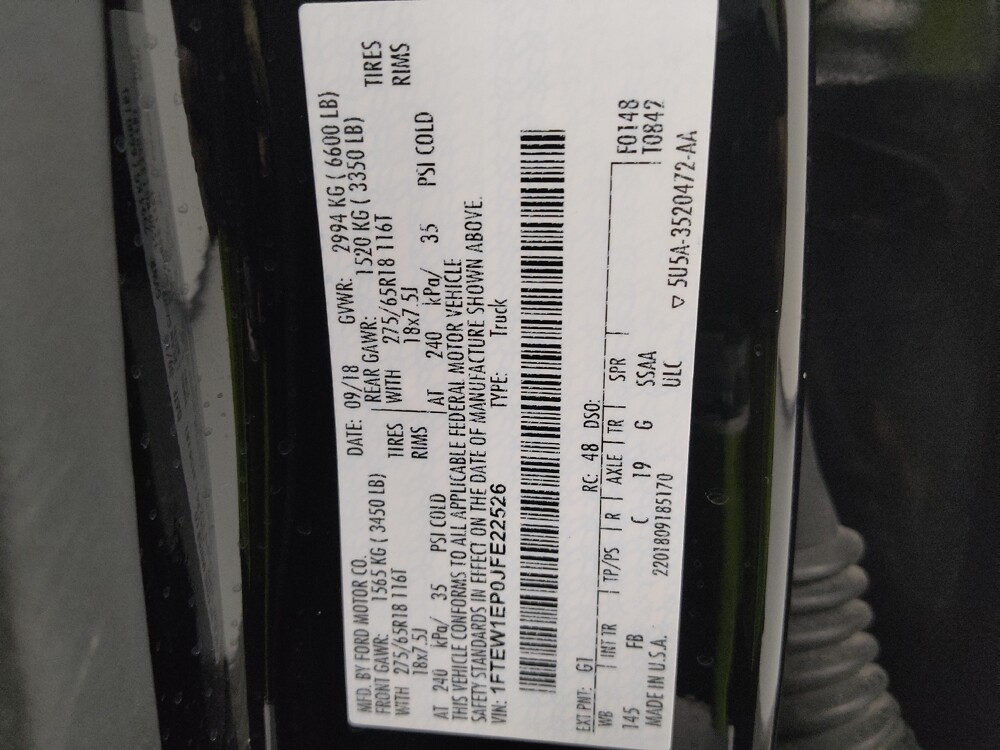 MFD. BY FORD MOTOR CO. DATE: 09/18 GVWR: 2994 KG ( 6600 LB)
FRONT GAWR: 1565 KG ( 3450 LB) REAR GAWR: 1520 KG ( 3350 LB)
WITH 275/65R18 116T TIRES WITH 275/65R18 116T TIRES
18x7.5J RIMS 18x7.5J RIMS
AT 240 kPa/ 35 PSI COLD AT 240 kPa/ 35 PSI COLD
THIS VEHICLE CONFORMS TO ALL APPLICABLE FEDERAL MOTOR VEHICLE
SAFETY STANDARDS IN EFFECT ON THE DATE OF MANUFACTURE SHOWN ABOVE.
VIN: 1FTEW1EP0JFE22526 TYPE: Truck
EXT PNT: G1 RC: 48 DSO: F0148
WB INT TR TP/PS R AXLE TR SPR T0842
145 FB C 19 G SSAA
MADE IN U.S.A. 2201809185170 ULC ▽ 5U5A-3520472-AA